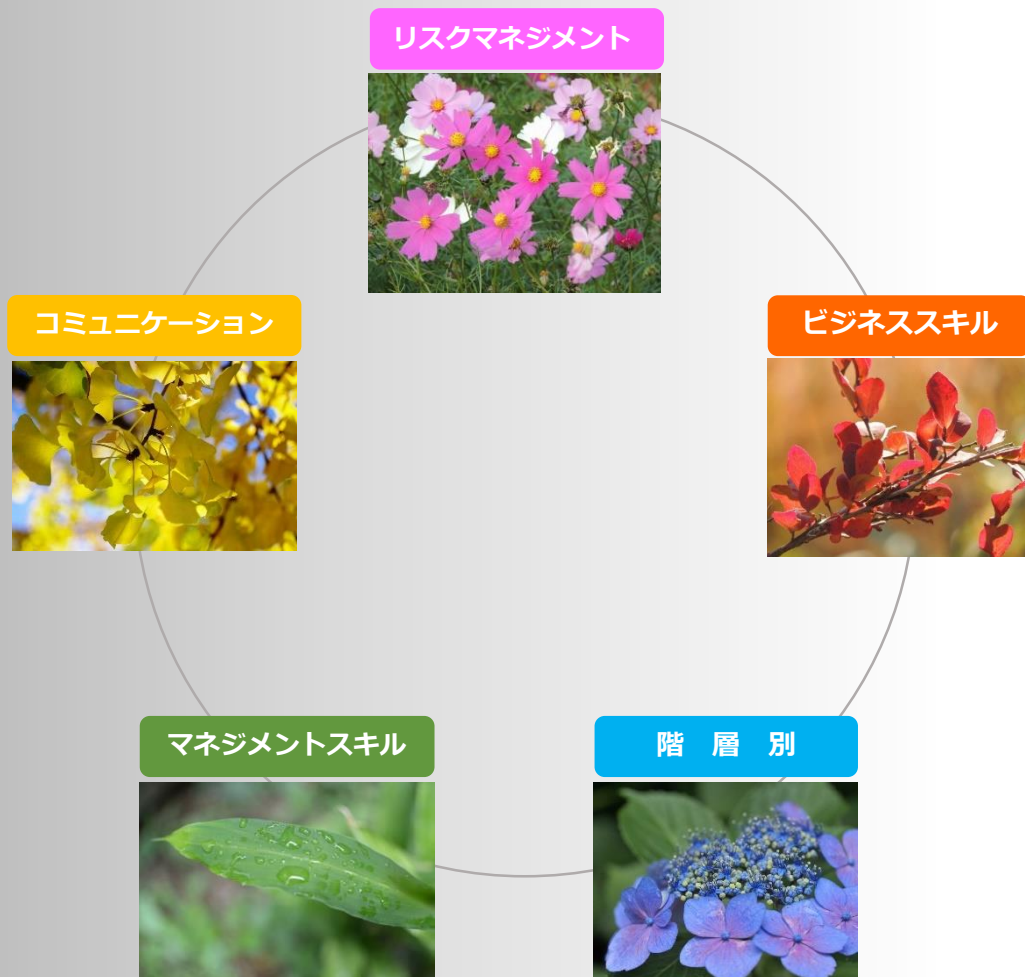 リスクマネジメント
コミュニケーション
ビジネススキル
マネジメントスキル
階　層　別